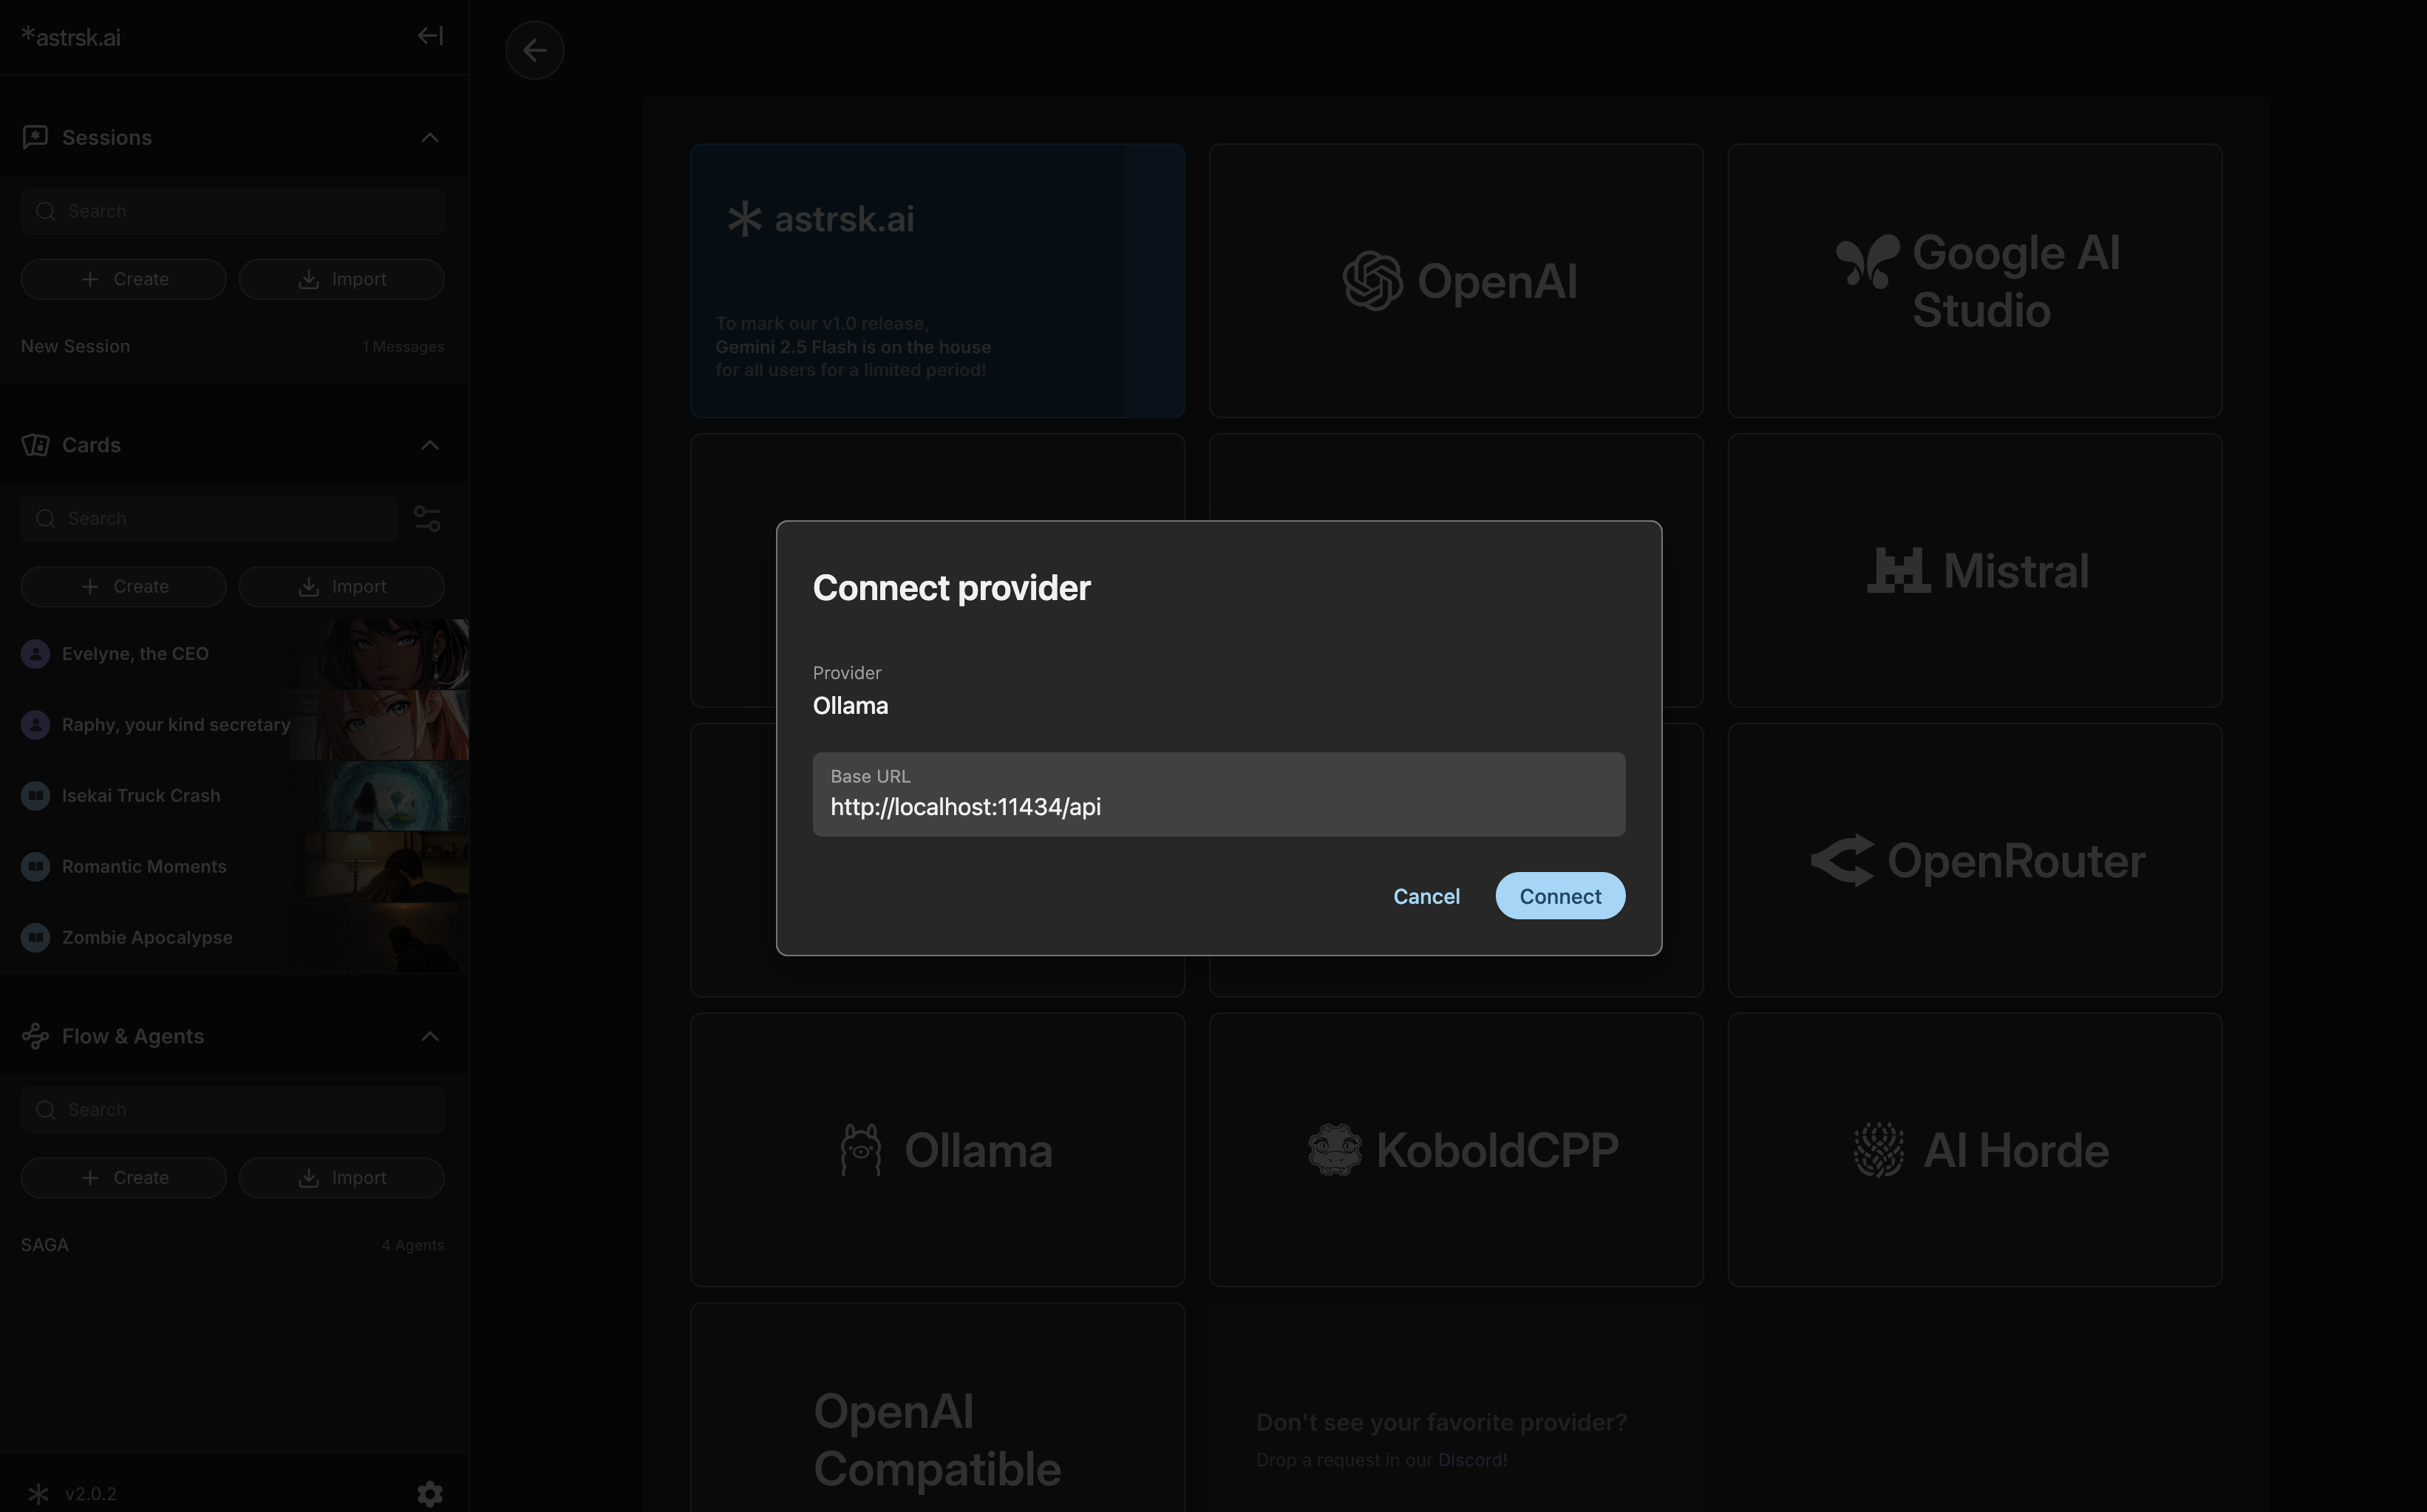 *astrsk.ai
Sessions
Search
Create
Import
New Session
1 Messages
Cards
Search
Create
Import
Evelyne, the CEO
Raphy, your kind secretary
Isekai Truck Crash
Romantic Moments
Zombie Apocalypse
Flow & Agents
Search
Create
Import
SAGA
4 Agents
v2.0.2
astrsk.ai
To mark our v1.0 release,
Gemini 2.5 Flash is on the house
for all users for a limited period!
OpenAI
Google AI
Studio
Mistral
Connect provider
Provider
Ollama
Base URL
http://localhost:11434/api
Cancel
Connect
OpenRouter
Ollama
KoboldCPP
AI Horde
OpenAI
Compatible
Don't see your favorite provider?
Drop a request in our Discord!